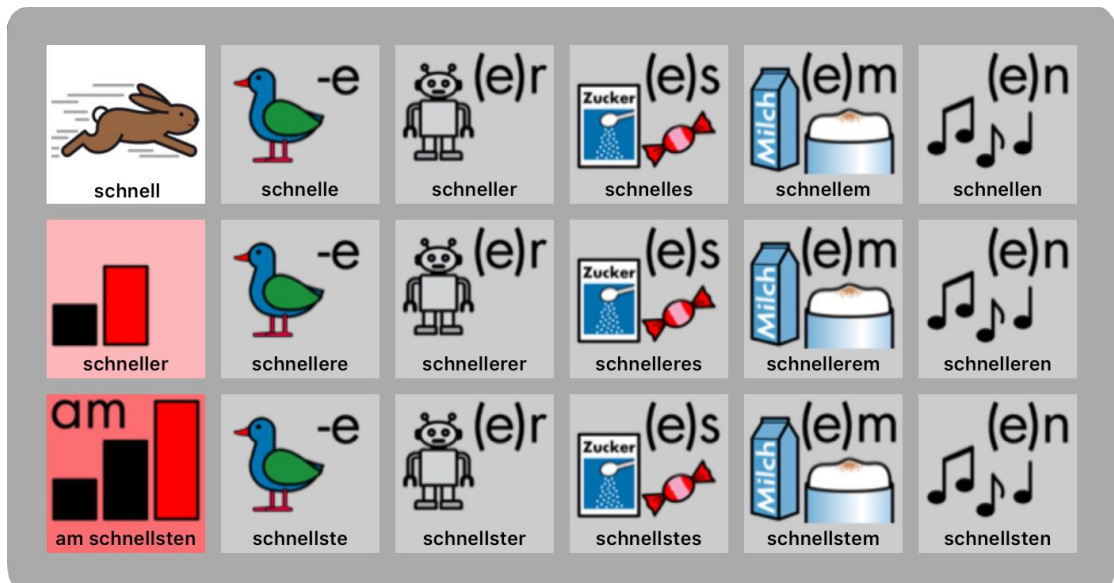 schnell
-e
schnelle
(e)r
schneller
Zucker
(e)s
schnelles
Milch
(e)m
schnellem
(e)n
schnellen
schneller
-e
schnellere
(e)r
schnellerer
Zucker
(e)s
schnelleres
Milch
(e)m
schnellerem
(e)n
schnelleren
am
am schnellsten
-e
schnellste
(e)r
schnellster
Zucker
(e)s
schnellstes
Milch
(e)m
schnellstem
(e)n
schnellsten